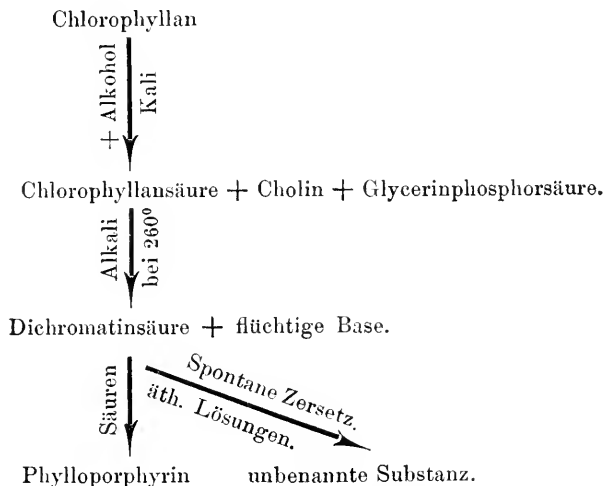 Chlorophyllan
+ Alkohol
Kali
Chlorophyllansäure + Cholin + Glycerinphosphorsäure.
Alkali
bei 260°
Dichromatinsäure + flüchtige Base.
Säuren
Spontane Zersetz.
äth. Lösungen.
Phylloporphyrin unbenannte Substanz.